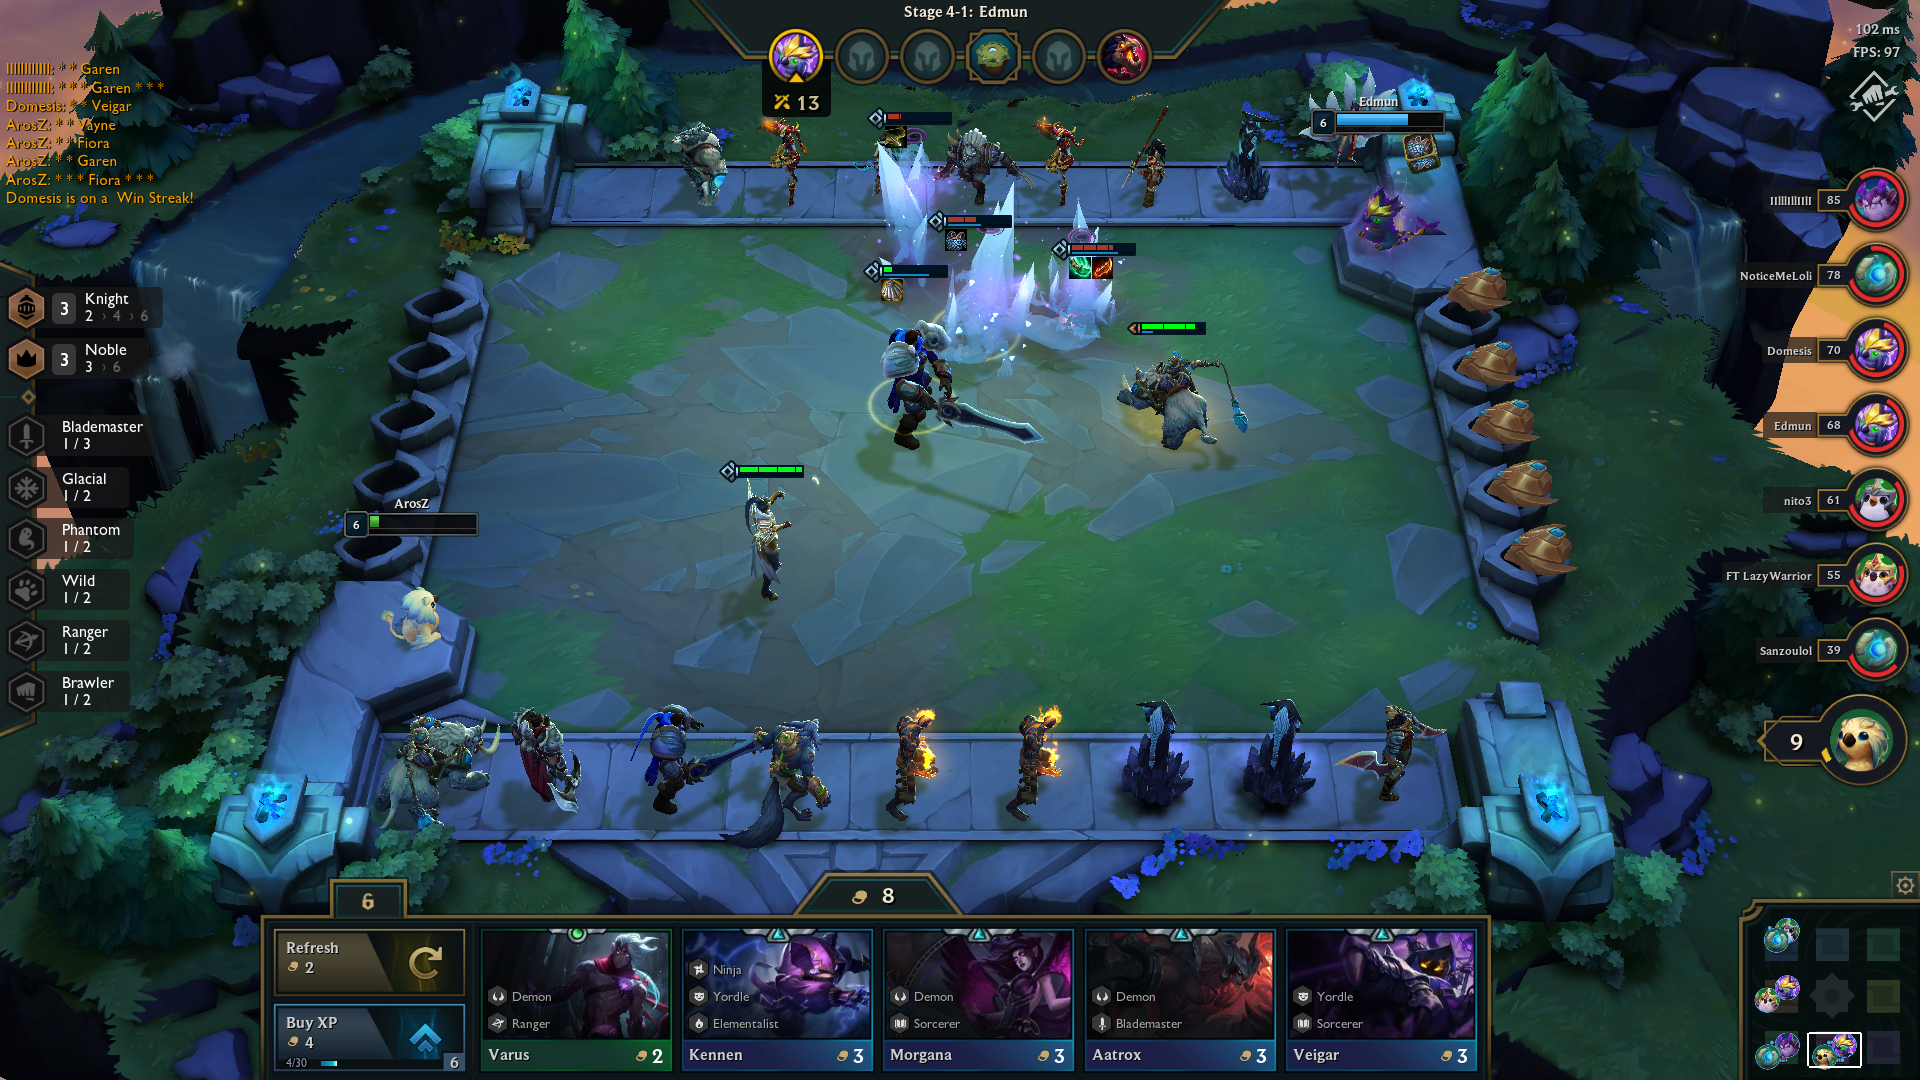 Stage 4-1: Edmun
102 ms
FPS: 97
13
llllllllllll: * * Garen
llllllllllll: * * * Garen * * *
Domesis: * * Veigar
ArosZ: * * Vayne
ArosZ: * * Fiora
ArosZ: * * Garen
ArosZ: * * * Fiora * * *
Domesis is on a Win Streak!
Edmun
6
llllllllllll 85
NoticeMeLoli 78
Domesis 70
Edmun 68
nito3 61
FT LazyWarrior 55
Sanzoulol 39
9
3 Knight
2 › 4 › 6
3 Noble
3 › 6
Blademaster
1 / 3
Glacial
1 / 2
Phantom
1 / 2
Wild
1 / 2
Ranger
1 / 2
Brawler
1 / 2
ArosZ
6
6
8
Refresh
2
Buy XP
4
4/30
6
Demon
Ranger
Varus 2
Ninja
Yordle
Elementalist
Kennen 3
Demon
Sorcerer
Morgana 3
Demon
Blademaster
Aatrox 3
Yordle
Sorcerer
Veigar 3